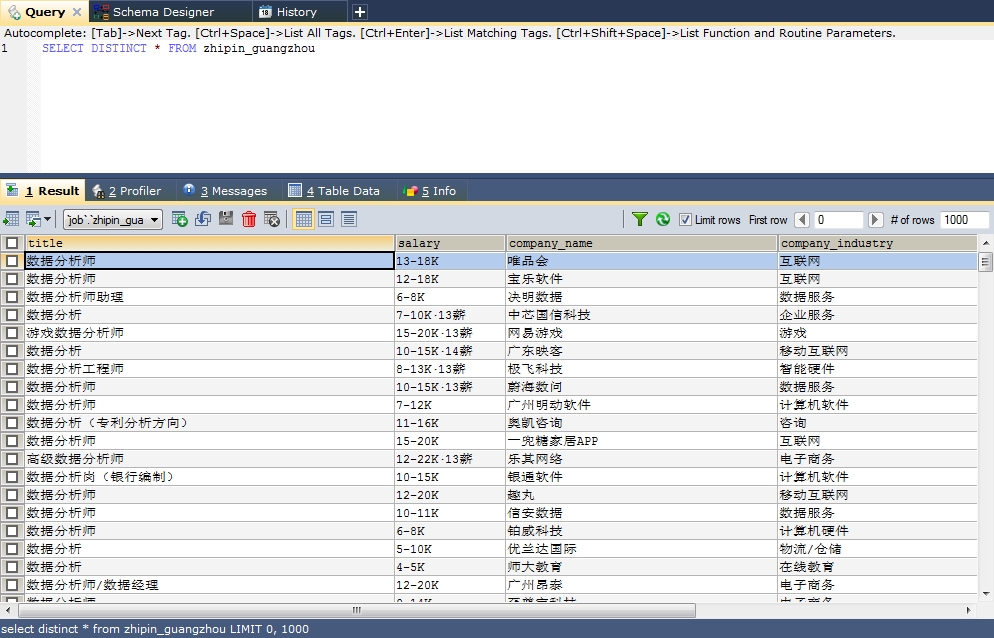 Query Schema Designer History
Autocomplete: [Tab]->Next Tag. [Ctrl+Space]->List All Tags. [Ctrl+Enter]->List Matching Tags. [Ctrl+Shift+Space]->List Function and Routine Parameters.
1 SELECT DISTINCT * FROM zhipin_guangzhou
1 Result 2 Profiler 3 Messages 4 Table Data 5 Info
`job`.`zhipin_gua Limit rows First row 0 # of rows 1000
title salary company_name company_industry
数据分析师 13-18K 唯品会 互联网
数据分析师 12-18K 宝乐软件 互联网
数据分析师助理 6-8K 决明数据 数据服务
数据分析 7-10K·13薪 中芯国信科技 企业服务
游戏数据分析师 15-20K·13薪 网易游戏 游戏
数据分析 10-15K·14薪 广东映客 移动互联网
数据分析工程师 8-13K·13薪 极飞科技 智能硬件
数据分析师 10-15K·13薪 蔚海数问 数据服务
数据分析师 7-12K 广州明动软件 计算机软件
数据分析（专利分析方向） 11-16K 奥凯咨询 咨询
数据分析师 15-20K 一兜糖家居APP 互联网
高级数据分析师 12-22K·13薪 乐其网络 电子商务
数据分析岗（银行编制） 10-15K 银通软件 计算机软件
数据分析师 12-20K 趣丸 移动互联网
数据分析师 10-11K 信安数据 数据服务
数据分析师 6-8K 铂威科技 计算机硬件
数据分析 5-10K 优兰达国际 物流/仓储
数据分析 4-5K 师大教育 在线教育
数据分析师/数据经理 12-20K 广州昂泰 电子商务
select distinct * from zhipin_guangzhou LIMIT 0, 1000